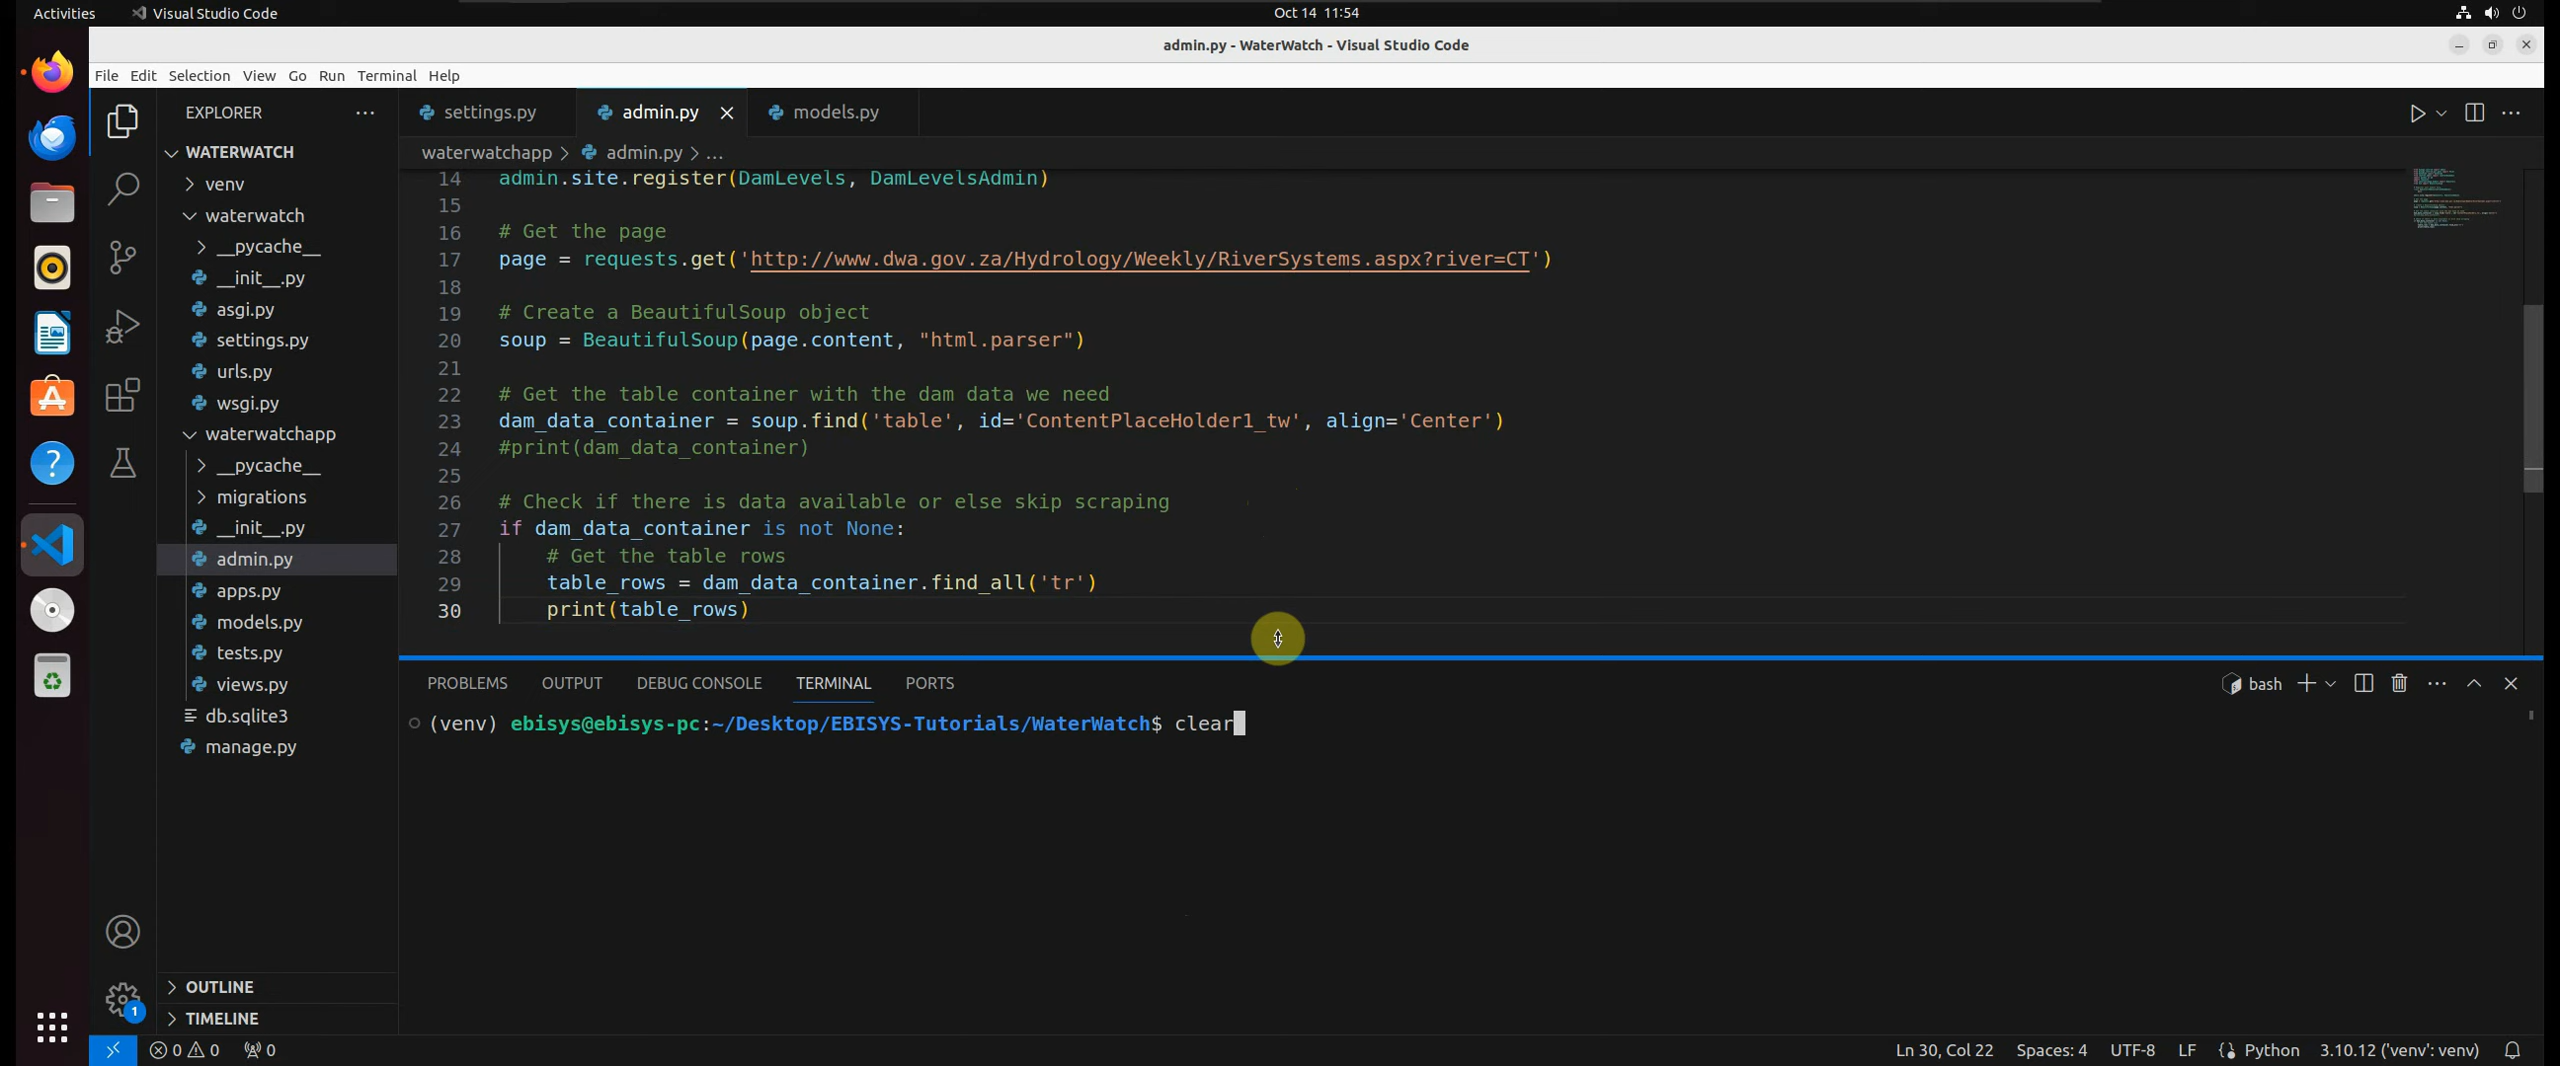 Activities
Visual Studio Code
Oct 14 11:54
admin.py - WaterWatch - Visual Studio Code
File Edit Selection View Go Run Terminal Help
EXPLORER
WATERWATCH
venv
waterwatch
__pycache__
__init__.py
asgi.py
settings.py
urls.py
wsgi.py
waterwatchapp
__pycache__
migrations
__init__.py
admin.py
apps.py
models.py
tests.py
views.py
db.sqlite3
manage.py
OUTLINE
TIMELINE
settings.py admin.py models.py
waterwatchapp > admin.py > ...
14 admin.site.register(DamLevels, DamLevelsAdmin)
15
16 # Get the page
17 page = requests.get('http://www.dwa.gov.za/Hydrology/Weekly/RiverSystems.aspx?river=CT')
18
19 # Create a BeautifulSoup object
20 soup = BeautifulSoup(page.content, "html.parser")
21
22 # Get the table container with the dam data we need
23 dam_data_container = soup.find('table', id='ContentPlaceHolder1_tw', align='Center')
24 #print(dam_data_container)
25
26 # Check if there is data available or else skip scraping
27 if dam_data_container is not None:
28 # Get the table rows
29 table_rows = dam_data_container.find_all('tr')
30 print(table_rows)
PROBLEMS OUTPUT DEBUG CONSOLE TERMINAL PORTS
bash
(venv) ebisys@ebisys-pc:~/Desktop/EBISYS-Tutorials/WaterWatch$ clear
1
0 0 0
Ln 30, Col 22 Spaces: 4 UTF-8 LF Python 3.10.12 ('venv': venv)